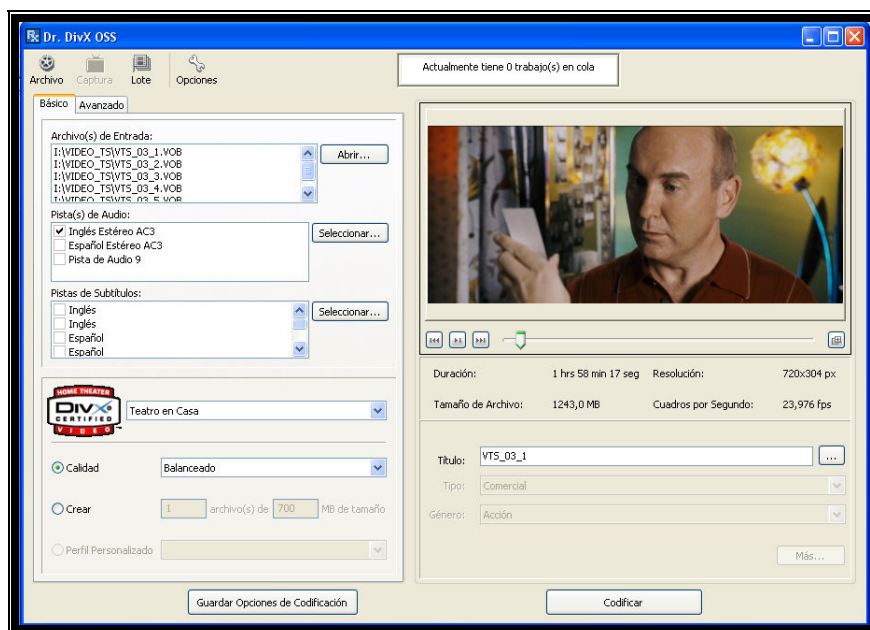 Dr. DivX OSS
Archivo Captura Lote Opciones
Actualmente tiene 0 trabajo(s) en cola
Básico Avanzado
Archivo(s) de Entrada:
I:\VIDEO_TS\VTS_03_1.VOB
I:\VIDEO_TS\VTS_03_2.VOB
I:\VIDEO_TS\VTS_03_3.VOB
I:\VIDEO_TS\VTS_03_4.VOB
I:\VIDEO_TS\VTS_03_5.VOB
Abrir...
Pista(s) de Audio:
Inglés Estéreo AC3
Español Estéreo AC3
Pista de Audio 9
Seleccionar...
Pistas de Subtítulos:
Inglés
Inglés
Español
Español
Seleccionar...
HOME THEATER
DIVX
CERTIFIED
VIDEO
Teatro en Casa
Calidad Balanceado
Crear 1 archivo(s) de 700 MB de tamaño
Perfil Personalizado
Guardar Opciones de Codificación
Duración: 1 hrs 58 min 17 seg Resolución: 720x304 px
Tamaño de Archivo: 1243,0 MB Cuadros por Segundo: 23,976 fps
Título: VTS_03_1 ...
Tipo: Comercial
Género: Acción
Más...
Codificar